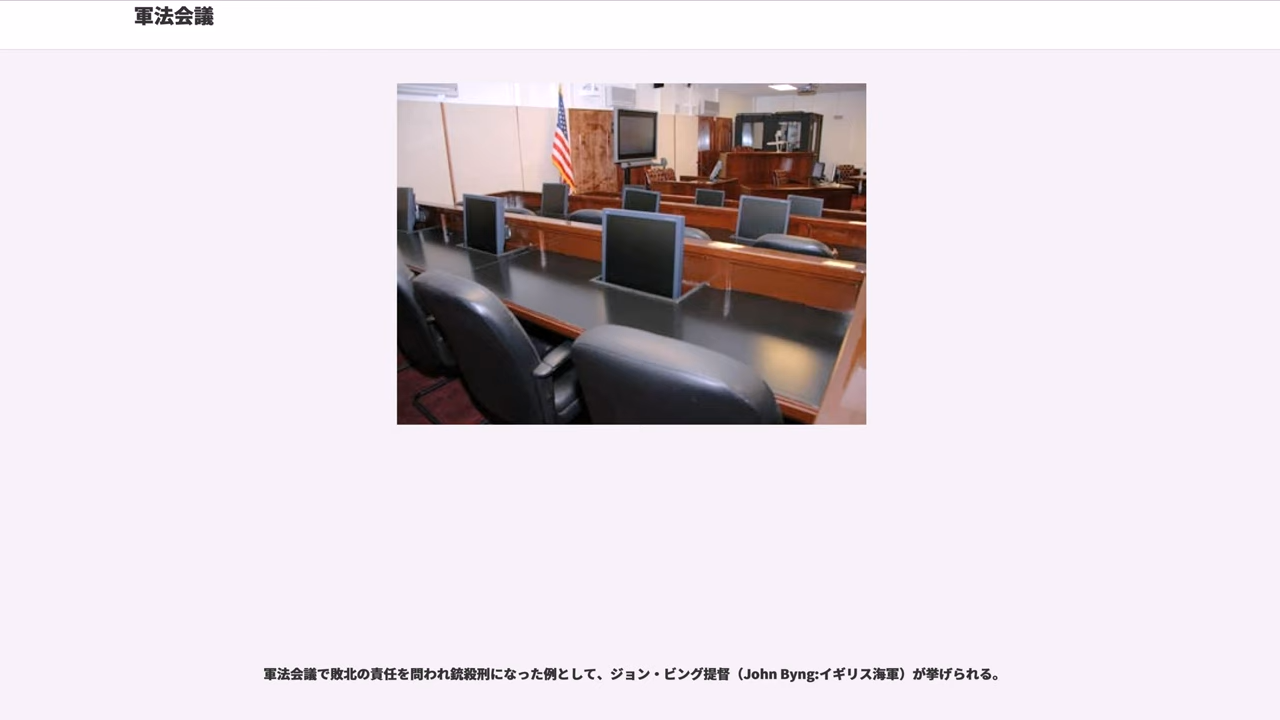 軍法会議
軍法会議で敗北の責任を問われ銃殺刑になった例として、ジョン・ビング提督（John Byng:イギリス海軍）が挙げられる。